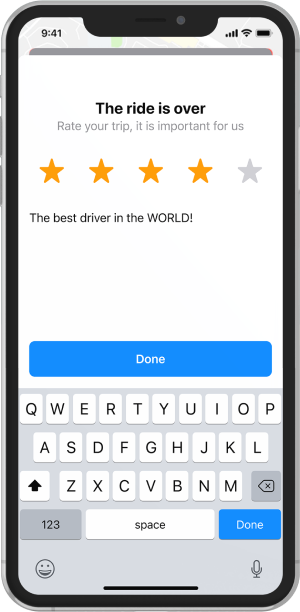 9:41
The ride is over
Rate your trip, it is important for us
The best driver in the WORLD!
Done
Q W E R T Y U I O P
A S D F G H J K L
Z X C V B N M
123 space Done